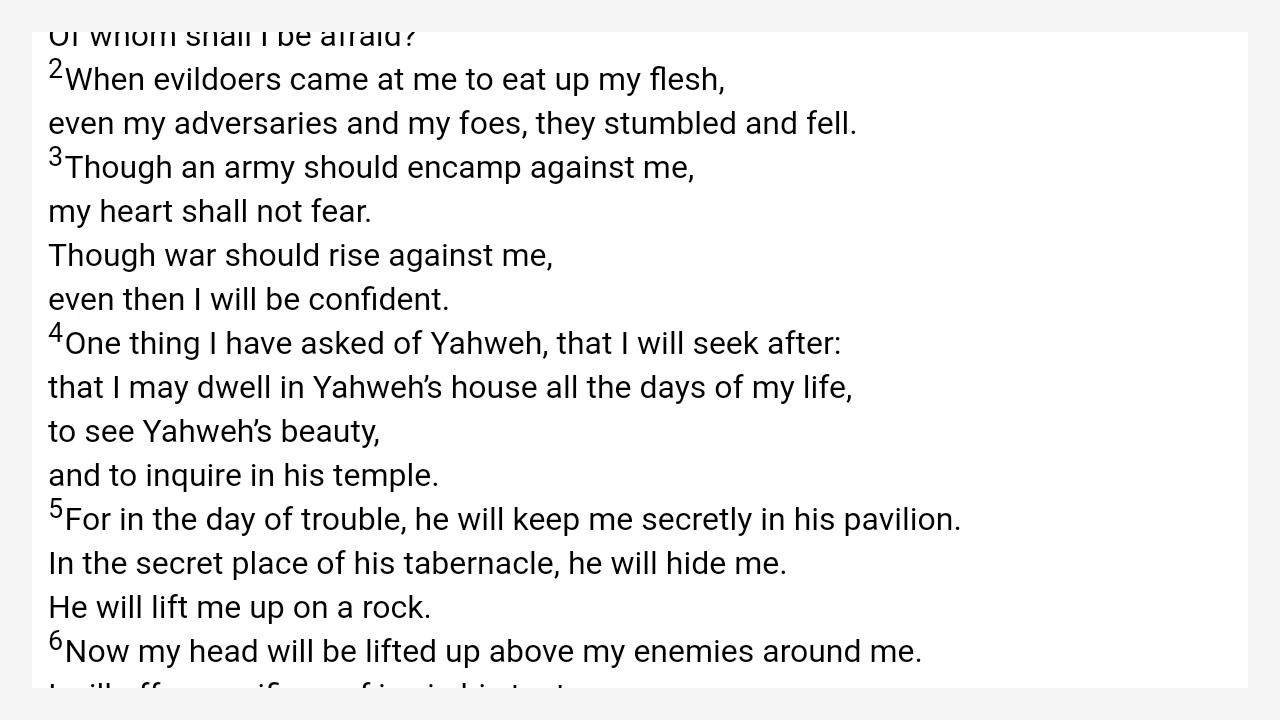 Of whom shall I be afraid?
2When evildoers came at me to eat up my flesh,
even my adversaries and my foes, they stumbled and fell.
3Though an army should encamp against me,
my heart shall not fear.
Though war should rise against me,
even then I will be confident.
4One thing I have asked of Yahweh, that I will seek after:
that I may dwell in Yahweh’s house all the days of my life,
to see Yahweh’s beauty,
and to inquire in his temple.
5For in the day of trouble, he will keep me secretly in his pavilion.
In the secret place of his tabernacle, he will hide me.
He will lift me up on a rock.
6Now my head will be lifted up above my enemies around me.